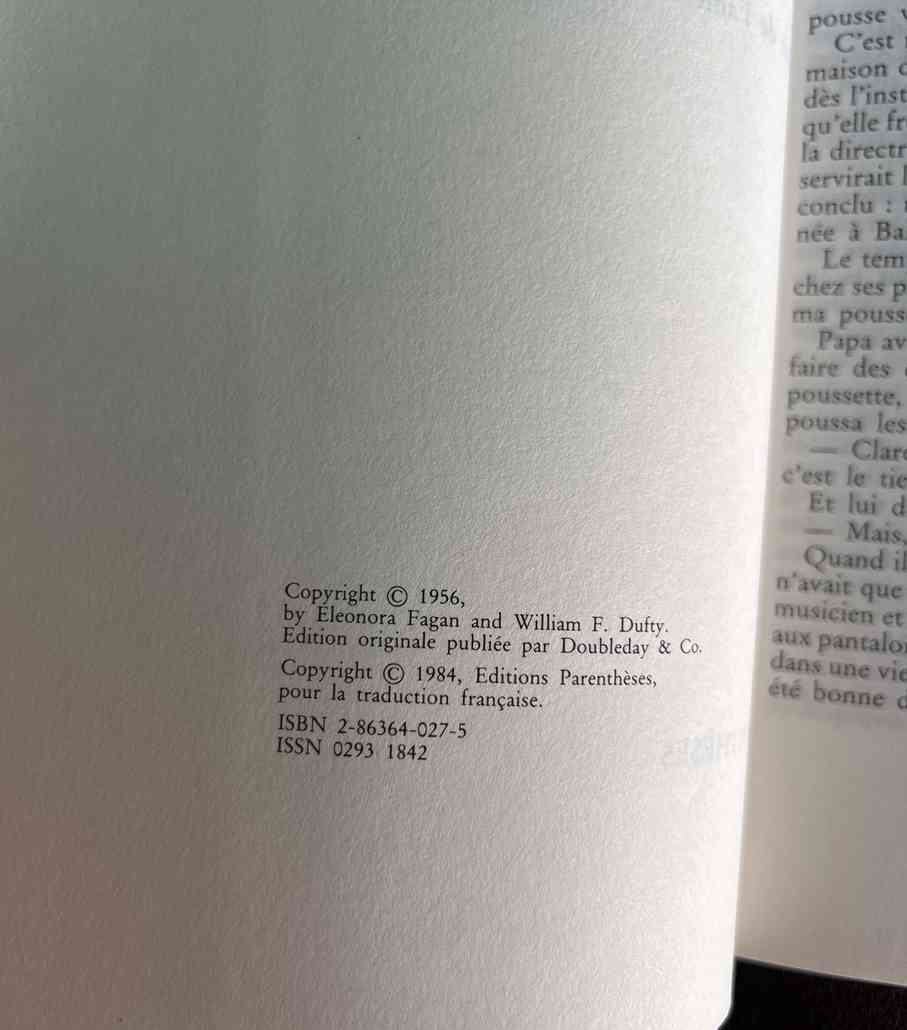 Copyright © 1956,
by Eleonora Fagan and William F. Dufty.
Edition originale publiée par Doubleday & Co.
Copyright © 1984, Editions Parenthèses,
pour la traduction française.
ISBN 2-86364-027-5
ISSN 0293 1842
pousse
C'est
maison
dès l'inst
qu'elle fr
la directr
servirait
conclu :
née à Ba
Le tem
chez ses p
ma pouss
Papa av
faire des
poussette,
poussa les
— Clare
c'est le tie
Et lui d
— Mais,
Quand il
n'avait que
musicien et
aux pantalo
dans une vie
été bonne d